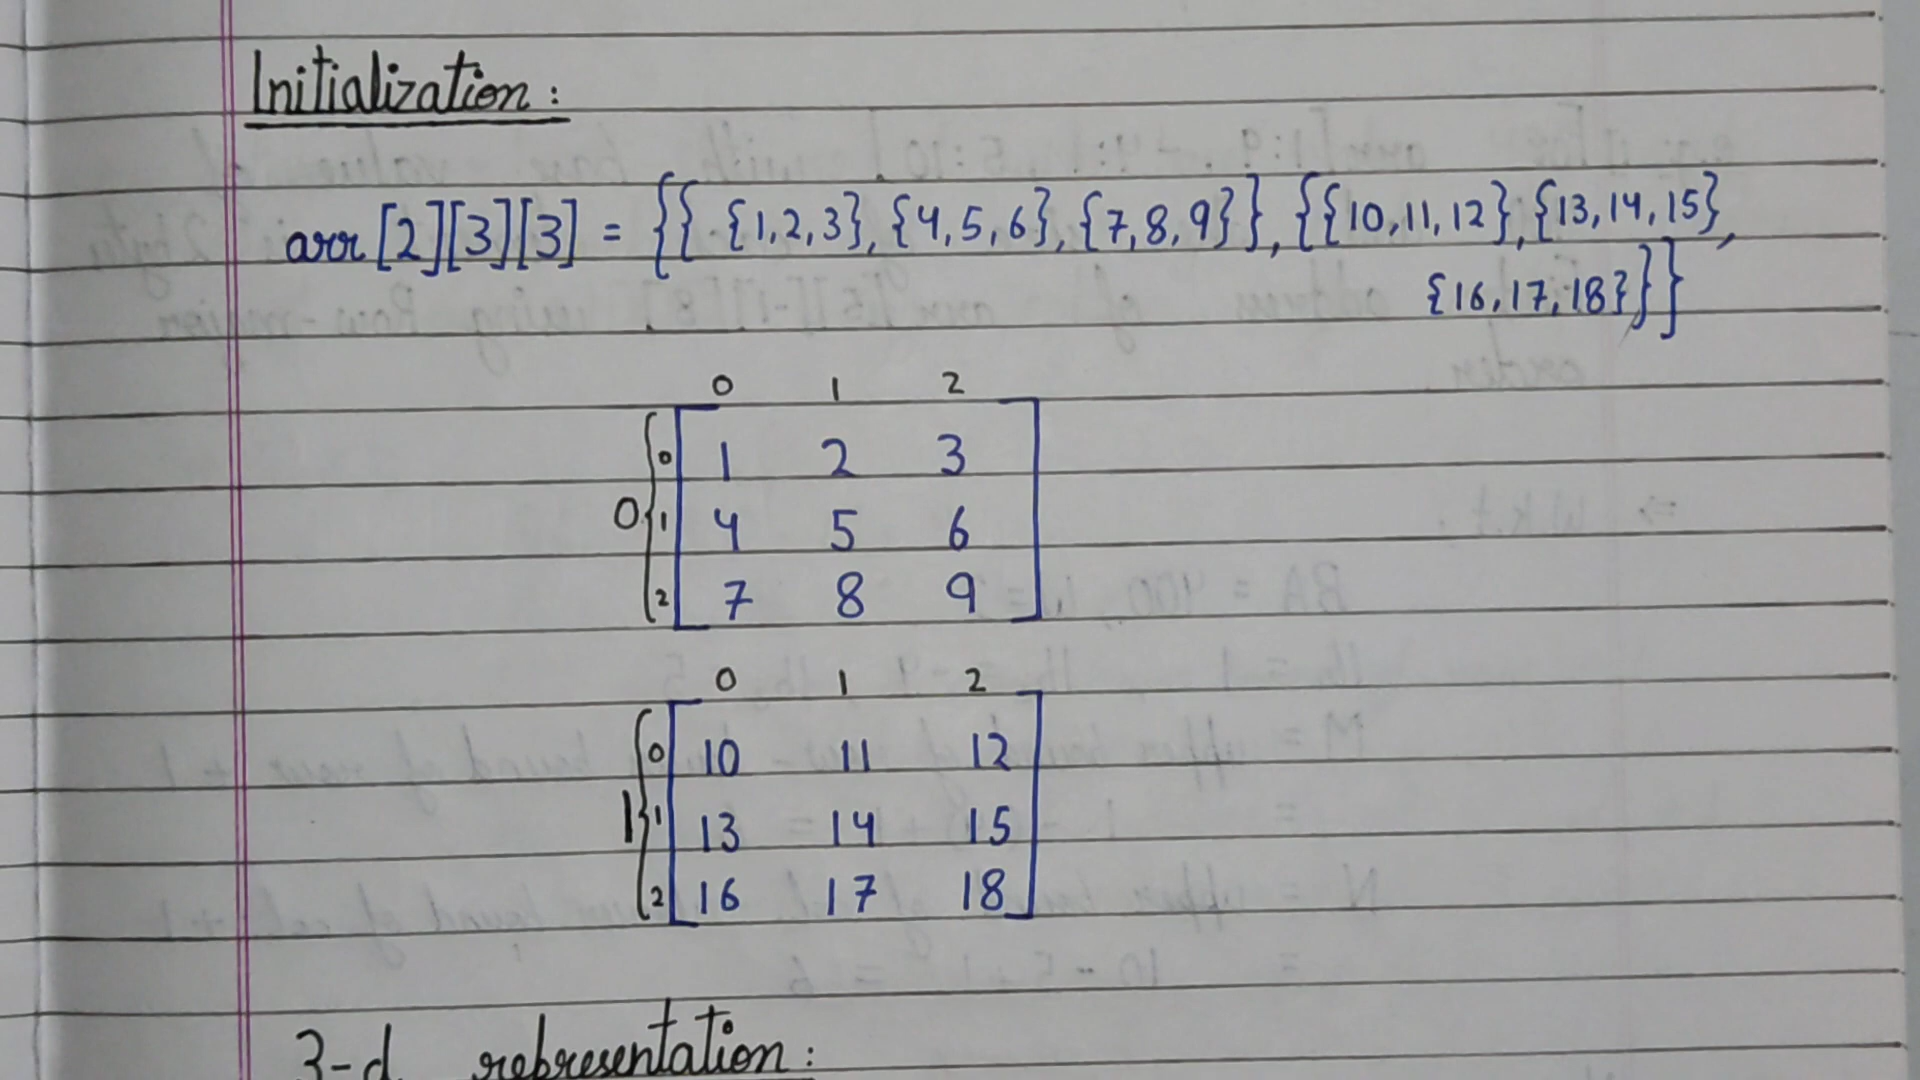 Initialization:
arr[2][3][3] = {{ {1,2,3}, {4,5,6}, {7,8,9}}, {{10,11,12}, {13,14,15},
{16,17,18}}}
0 1 2
0 1 2 3
0 1 4 5 6
2 7 8 9
0 1 2
0 10 11 12
1 1 13 14 15
2 16 17 18
3-d representation: